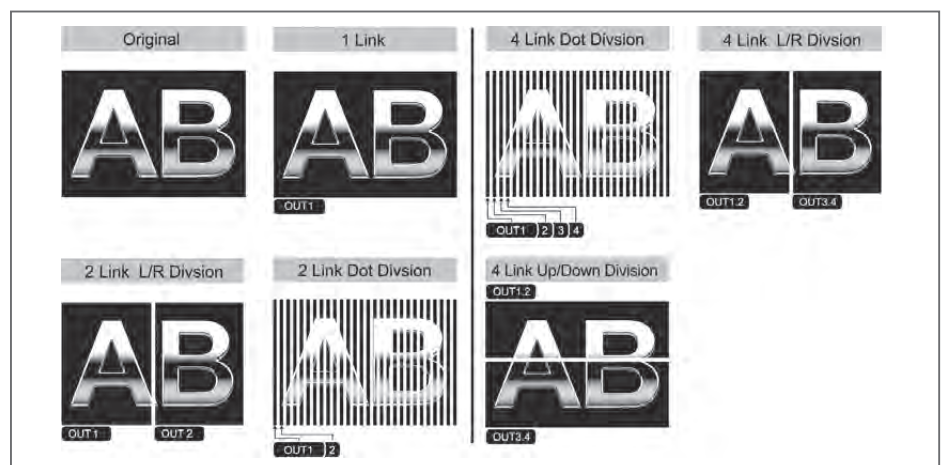 Original
1 Link
4 Link Dot Divsion
4 Link L/R Divsion
AB
AB
AB
AB
OUT1
OUT1.2
OUT3.4
OUT1 2 3 4
2 Link L/R Divsion
2 Link Dot Divsion
4 Link Up/Down Division
OUT1.2
AB
AB
AB
OUT1
OUT2
OUT1 2
OUT3.4